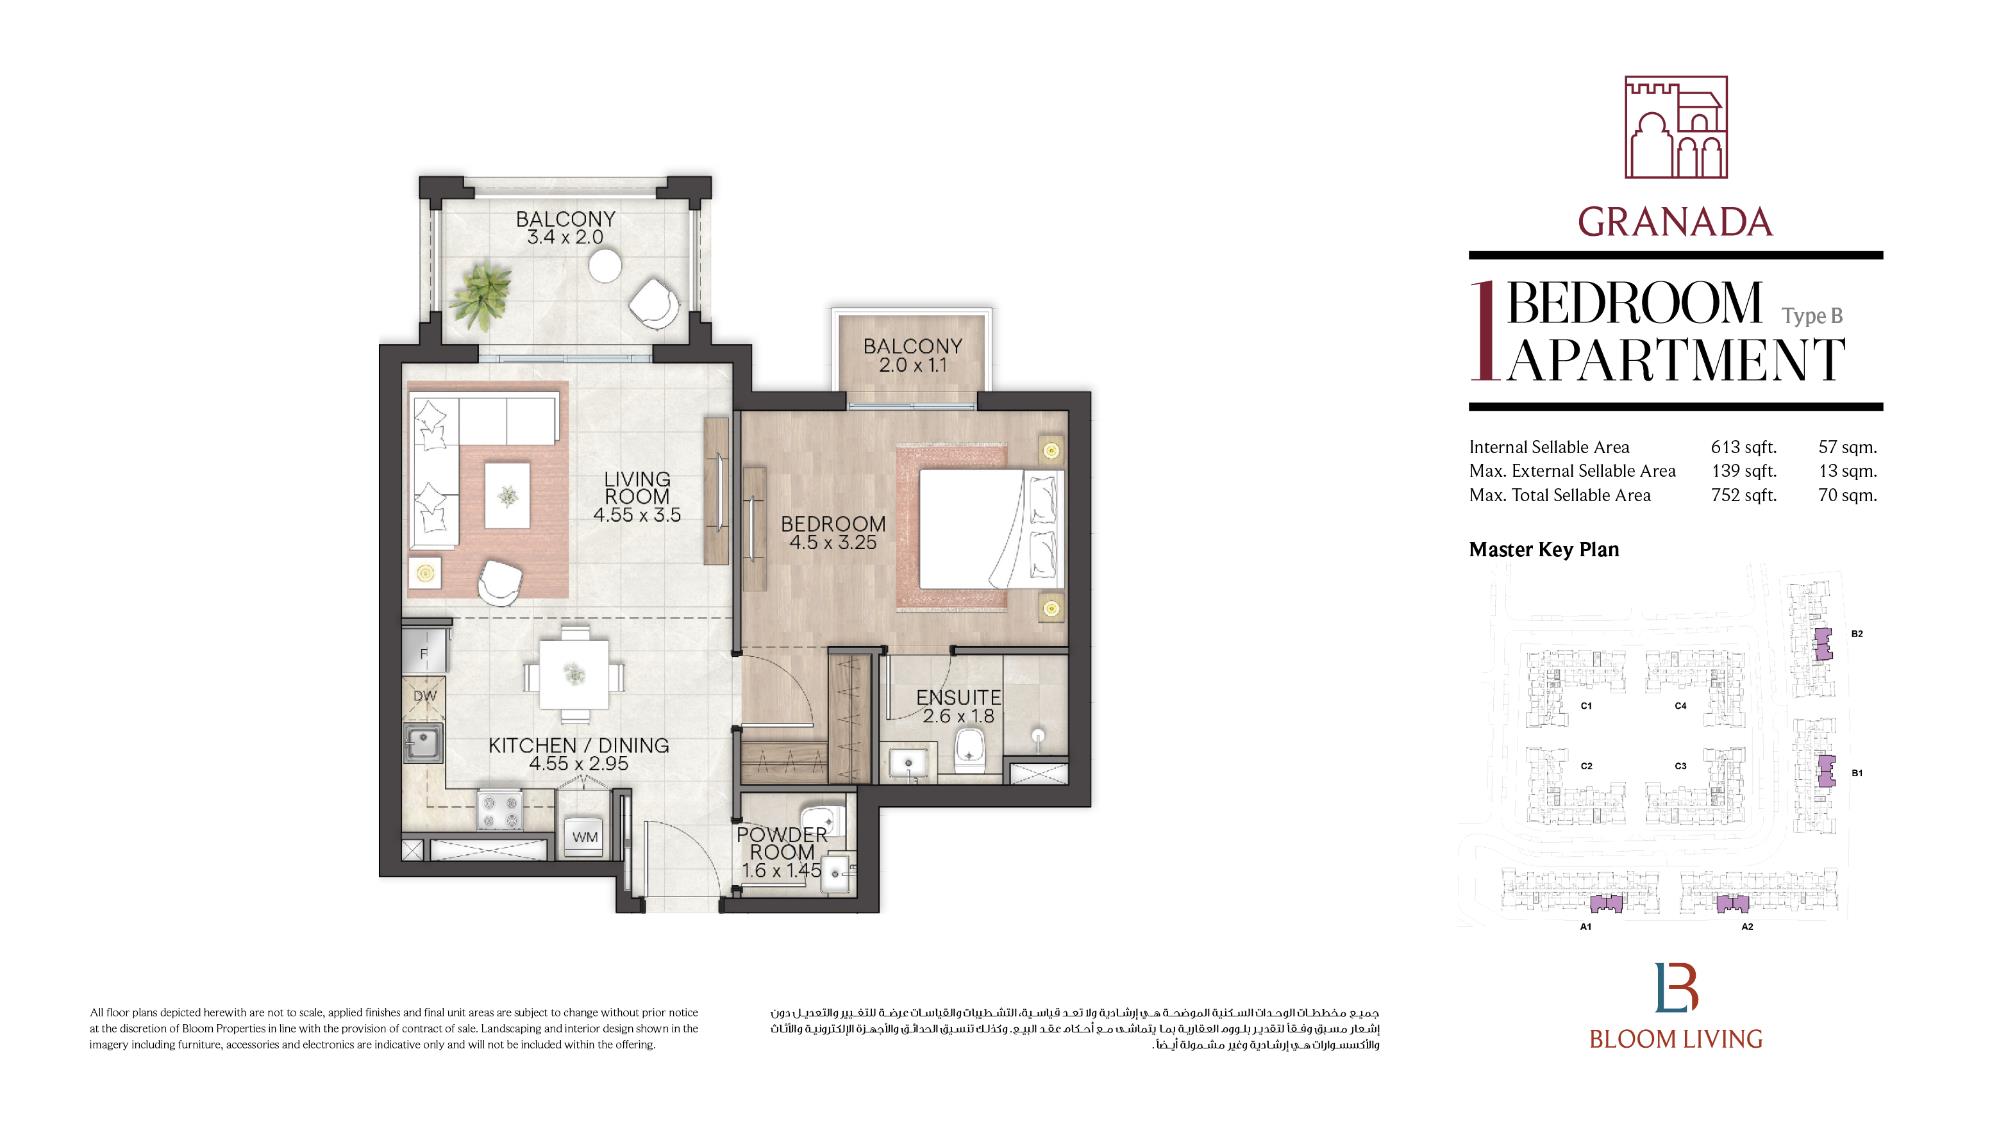 BALCONY
3.4 x 2.0
BALCONY
2.0 x 1.1
LIVING
ROOM
4.55 x 3.5
BEDROOM
4.5 x 3.25
F
DW
ENSUITE
2.6 x 1.8
KITCHEN / DINING
4.55 x 2.95
WM
POWDER
ROOM
1.6 x 1.45
GRANADA
1 BEDROOM Type B
APARTMENT
Internal Sellable Area 613 sqft. 57 sqm.
Max. External Sellable Area 139 sqft. 13 sqm.
Max. Total Sellable Area 752 sqft. 70 sqm.
Master Key Plan
B2
C1 C4
C2 C3
B1
A1 A2
BLOOM LIVING
All floor plans depicted herewith are not to scale, applied finishes and final unit areas are subject to change without prior notice
at the discretion of Bloom Properties in line with the provision of contract of sale. Landscaping and interior design shown in the
imagery including furniture, accessories and electronics are indicative only and will not be included within the offering.
جميع مخططات الوحدات السكنية الموضحة هي إرشادية ولا تعد قياسية، التشطيبات والقياسات عرضة للتغيير والتعديل دون
إشعار مسبق وفقاً لتقدير بلووم العقارية بما يتماشى مع أحكام عقد البيع. وكذلك تنسيق الحدائق والأجهزة الإلكترونية والأثاث
والأكسسوارات هي إرشادية وغير مشمولة أيضاً.